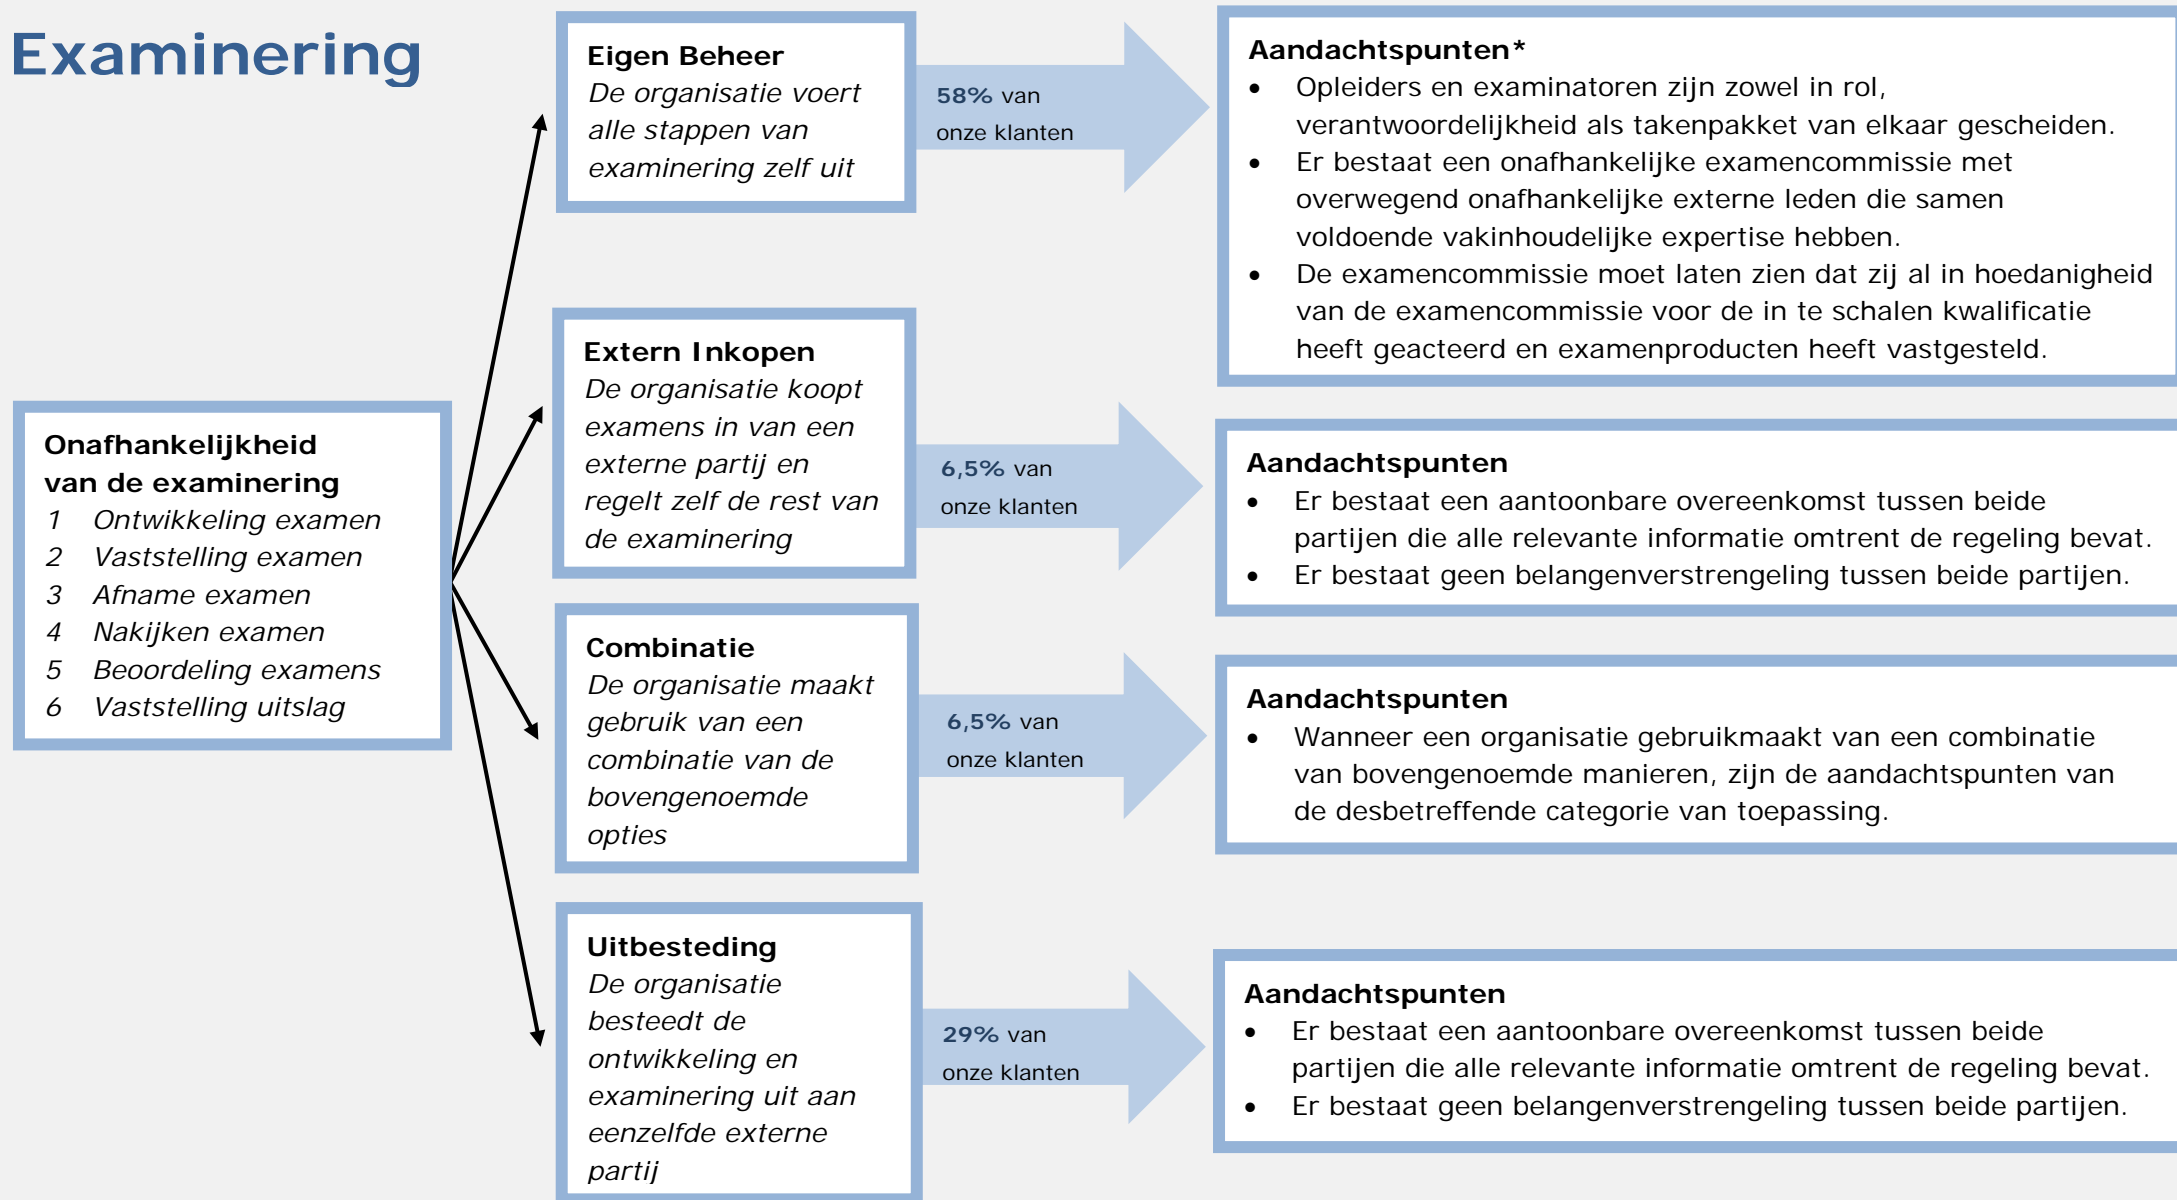 Examinering
Onafhankelijkheid
van de examinering
1 Ontwikkeling examen
2 Vaststelling examen
3 Afname examen
4 Nakijken examen
5 Beoordeling examens
6 Vaststelling uitslag
Eigen Beheer
De organisatie voert
alle stappen van
examinering zelf uit
58% van
onze klanten
Aandachtspunten*
• Opleiders en examinatoren zijn zowel in rol,
verantwoordelijkheid als takenpakket van elkaar gescheiden.
• Er bestaat een onafhankelijke examencommissie met
overwegend onafhankelijke externe leden die samen
voldoende vakinhoudelijke expertise hebben.
• De examencommissie moet laten zien dat zij al in hoedanigheid
van de examencommissie voor de in te schalen kwalificatie
heeft geacteerd en examenproducten heeft vastgesteld.
Extern Inkopen
De organisatie koopt
examens in van een
externe partij en
regelt zelf de rest van
de examinering
6,5% van
onze klanten
Aandachtspunten
• Er bestaat een aantoonbare overeenkomst tussen beide
partijen die alle relevante informatie omtrent de regeling bevat.
• Er bestaat geen belangenverstrengeling tussen beide partijen.
Combinatie
De organisatie maakt
gebruik van een
combinatie van de
bovengenoemde
opties
6,5% van
onze klanten
Aandachtspunten
• Wanneer een organisatie gebruikmaakt van een combinatie
van bovengenoemde manieren, zijn de aandachtspunten van
de desbetreffende categorie van toepassing.
Uitbesteding
De organisatie
besteedt de
ontwikkeling en
examinering uit aan
eenzelfde externe
partij
29% van
onze klanten
Aandachtspunten
• Er bestaat een aantoonbare overeenkomst tussen beide
partijen die alle relevante informatie omtrent de regeling bevat.
• Er bestaat geen belangenverstrengeling tussen beide partijen.